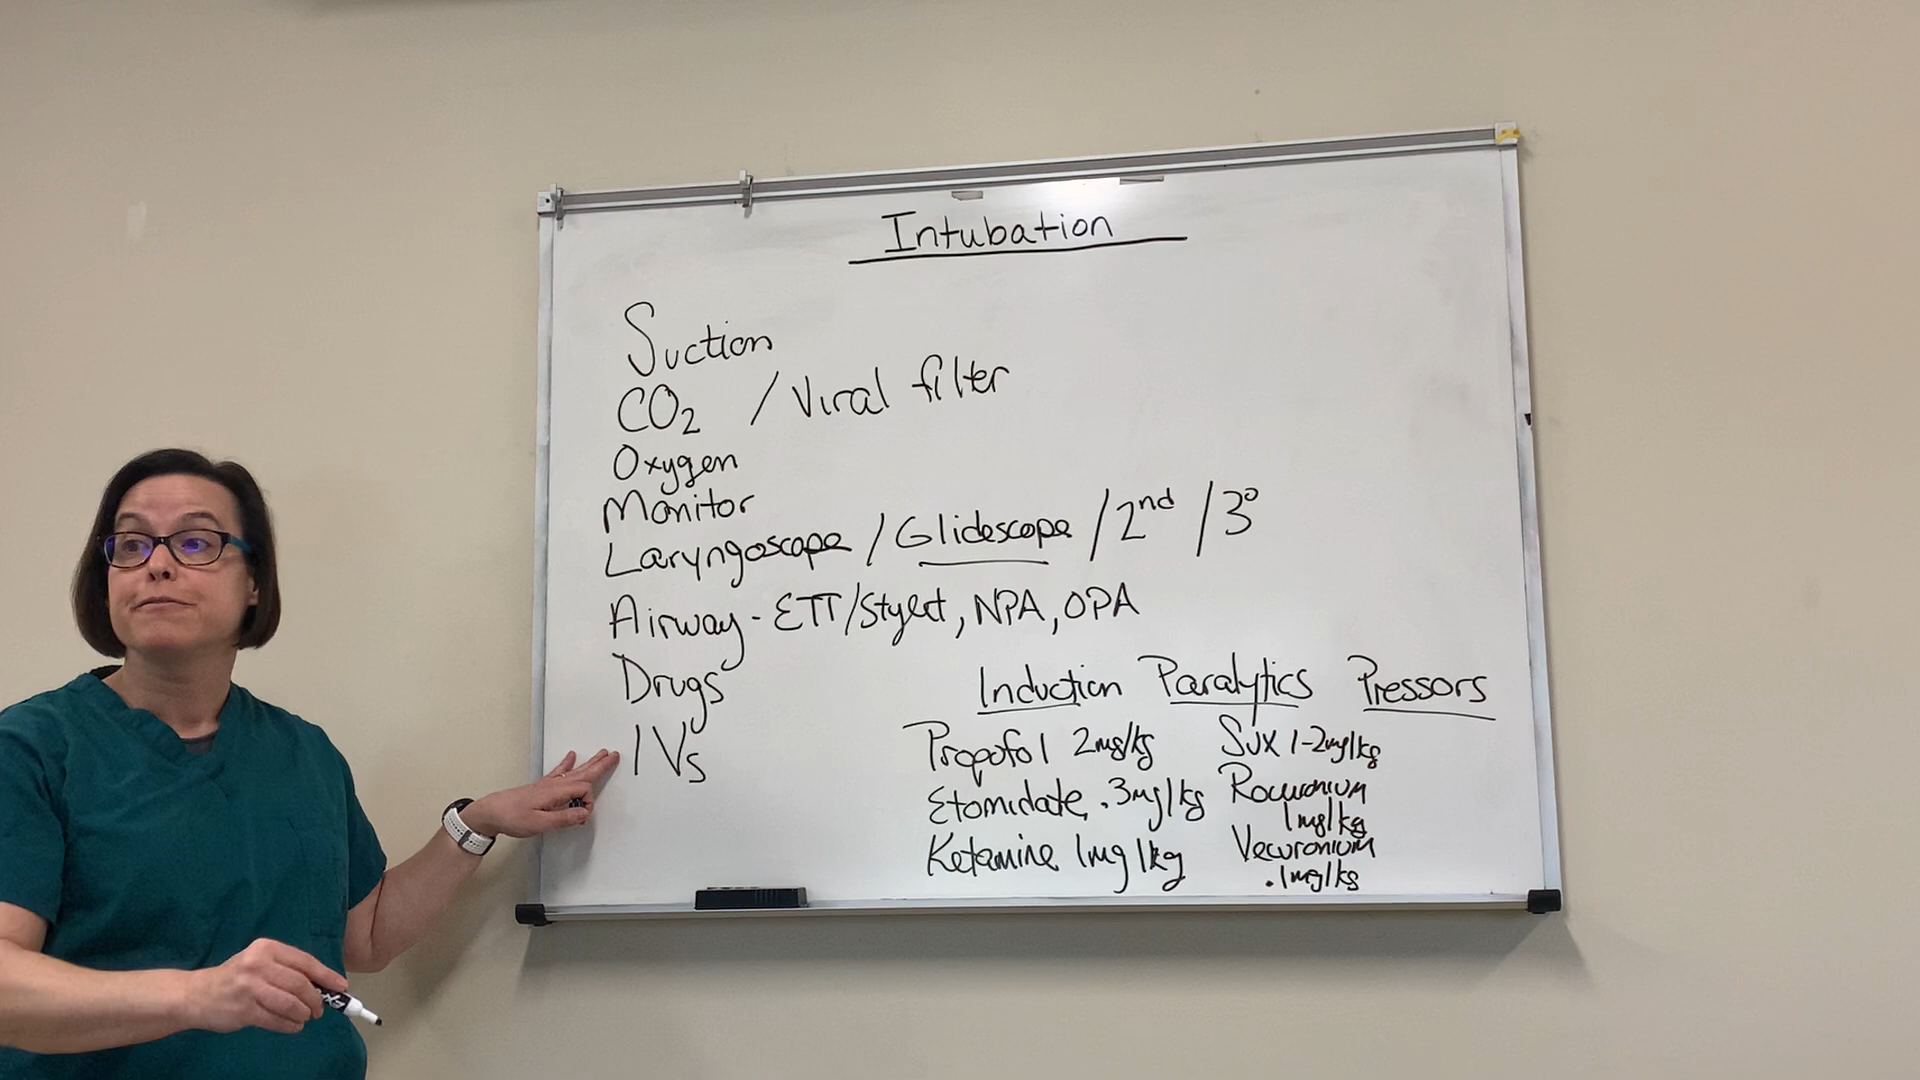 Intubation
Suction
CO2 / Viral filter
Oxygen
Monitor
Laryngoscope / Glidescope / 2nd / 3°
Airway - ETT/Stylet, NPA, OPA
Drugs
IVs
Induction Paralytics Pressors
Propofol 2mg/kg Sux 1-2mg/kg
Etomidate .3mg/kg Rocuronium
1mg/kg
Ketamine 1mg/kg Vecuronium
.1mg/kg